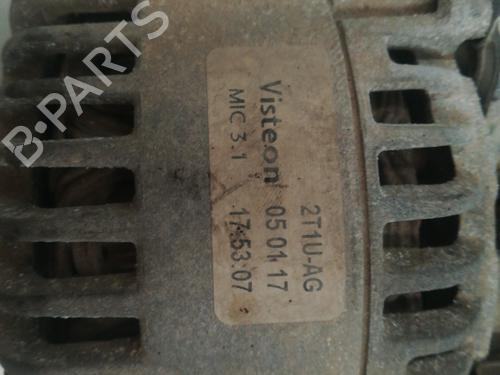 Visteon 2T1U-AG
MIC 3.1 05 01 17
17:53:07
B-PARTS